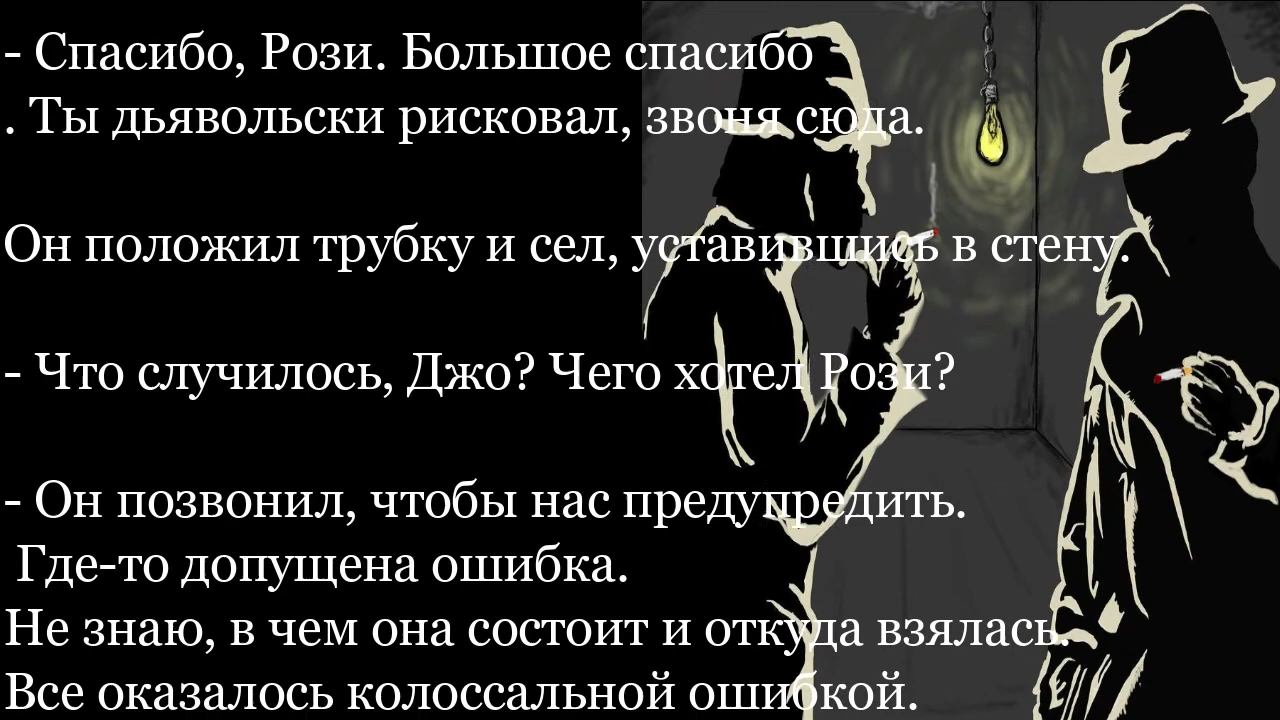 - Спасибо, Рози. Большое спасибо
. Ты дьявольски рисковал, звоня сюда.
Он положил трубку и сел, уставившись в стену.
- Что случилось, Джо? Чего хотел Рози?
- Он позвонил, чтобы нас предупредить.
Где-то допущена ошибка.
Не знаю, в чем она состоит и откуда взялась.
Все оказалось колоссальной ошибкой.